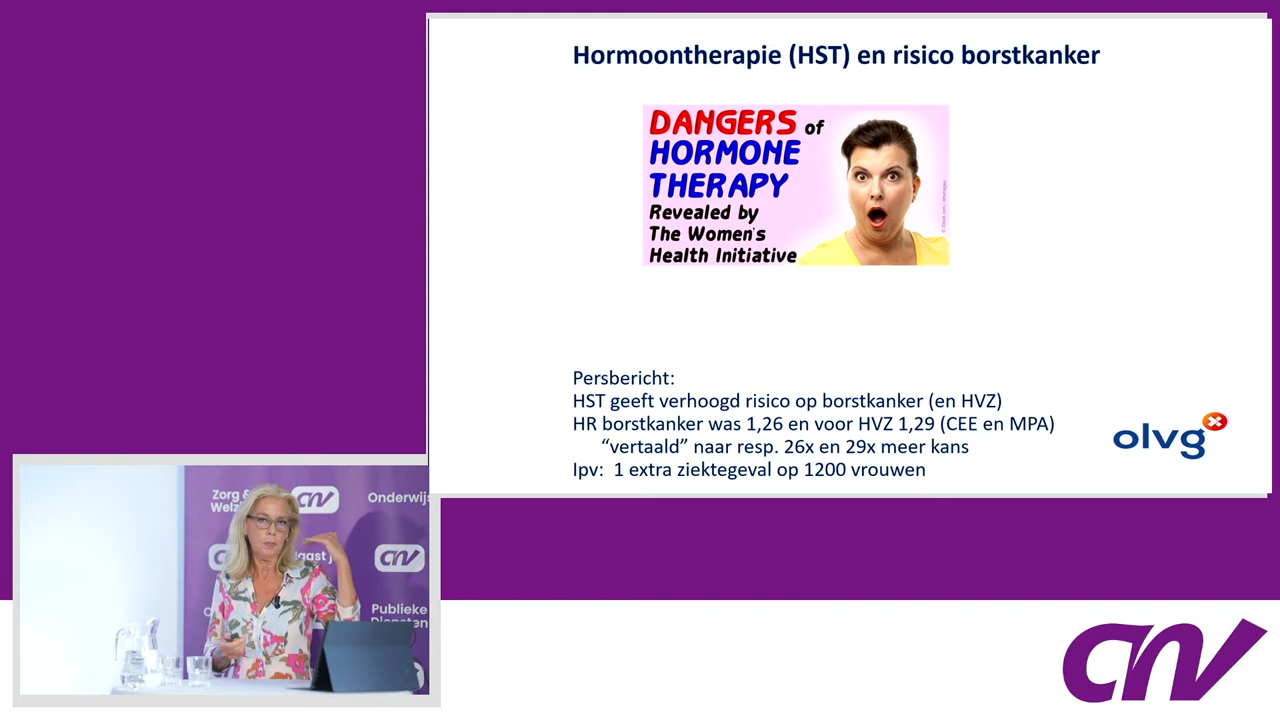 Hormoontherapie (HST) en risico borstkanker
DANGERS of
HORMONE
THERAPY
Revealed by
The Women's
Health Initiative
Persbericht:
HST geeft verhoogd risico op borstkanker (en HVZ)
HR borstkanker was 1,26 en voor HVZ 1,29 (CEE en MPA)
“vertaald” naar resp. 26x en 29x meer kans
Ipv: 1 extra ziektegeval op 1200 vrouwen
olvg
Zorg &
Welz
CNV
Onderwijs
aast j
CNV
Publieke
Diensten
CNV